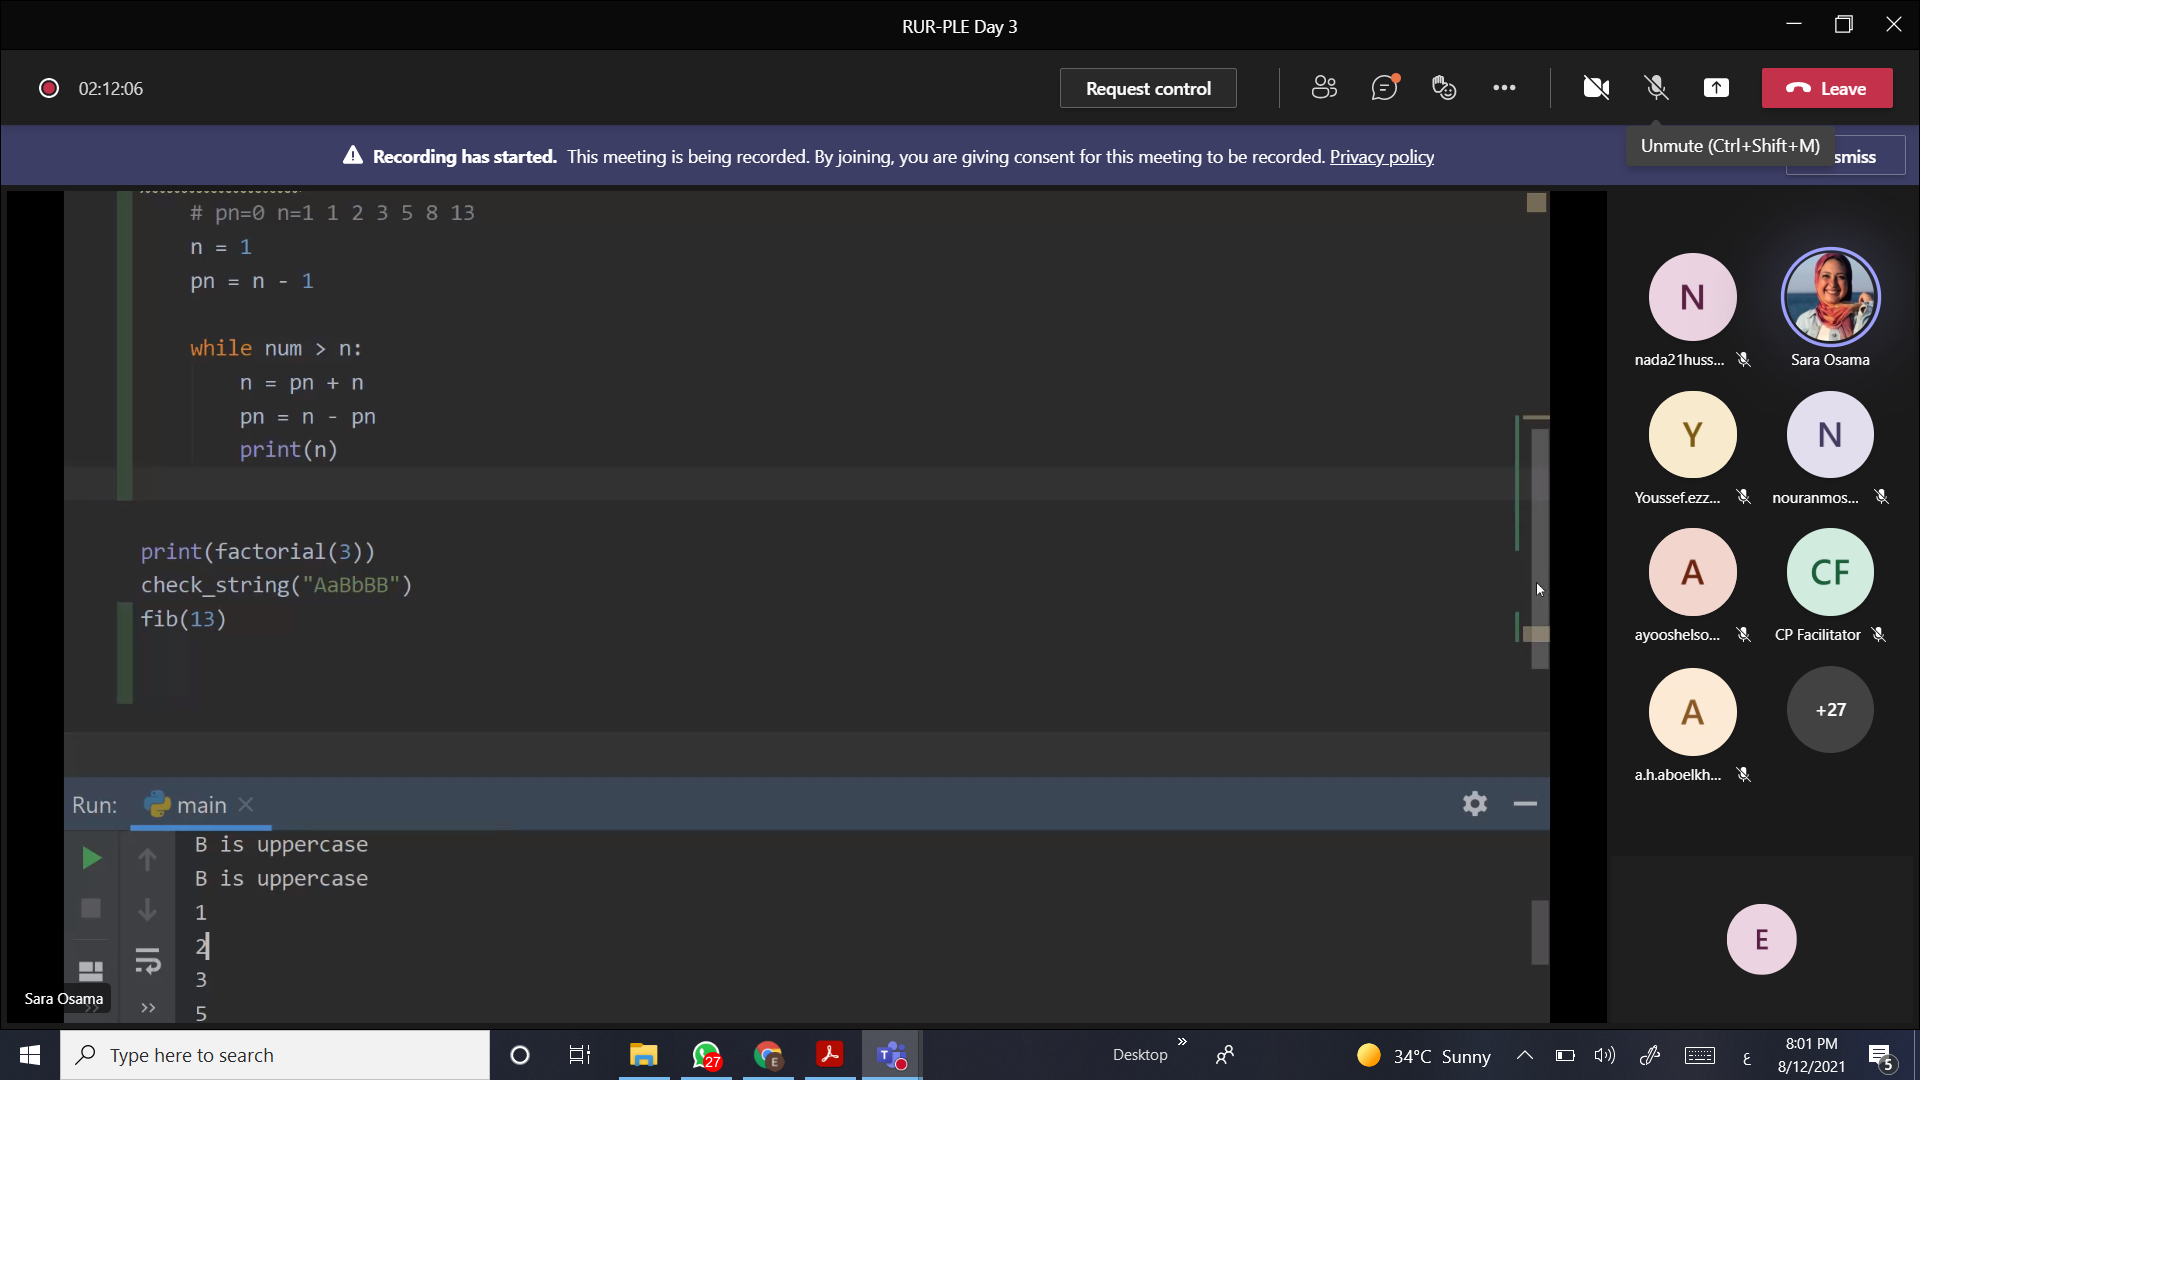 RUR-PLE Day 3
02:12:06
Request control
Leave
Recording has started. This meeting is being recorded. By joining, you are giving consent for this meeting to be recorded. Privacy policy
Unmute (Ctrl+Shift+M)
smiss
# pn=0 n=1 1 2 3 5 8 13
n = 1
pn = n - 1
while num > n:
n = pn + n
pn = n - pn
print(n)
print(factorial(3))
check_string("AaBbBB")
fib(13)
N
nada21huss...
Sara Osama
Y
Youssef.ezz...
N
nouranmos...
A
ayooshelso...
CF
CP Facilitator
A
a.h.aboelkh...
+27
E
Run:
main
B is uppercase
B is uppercase
1
2
3
5
Sara Osama
Type here to search
27
E
T
Desktop
34°C Sunny
ع
8:01 PM
8/12/2021
5